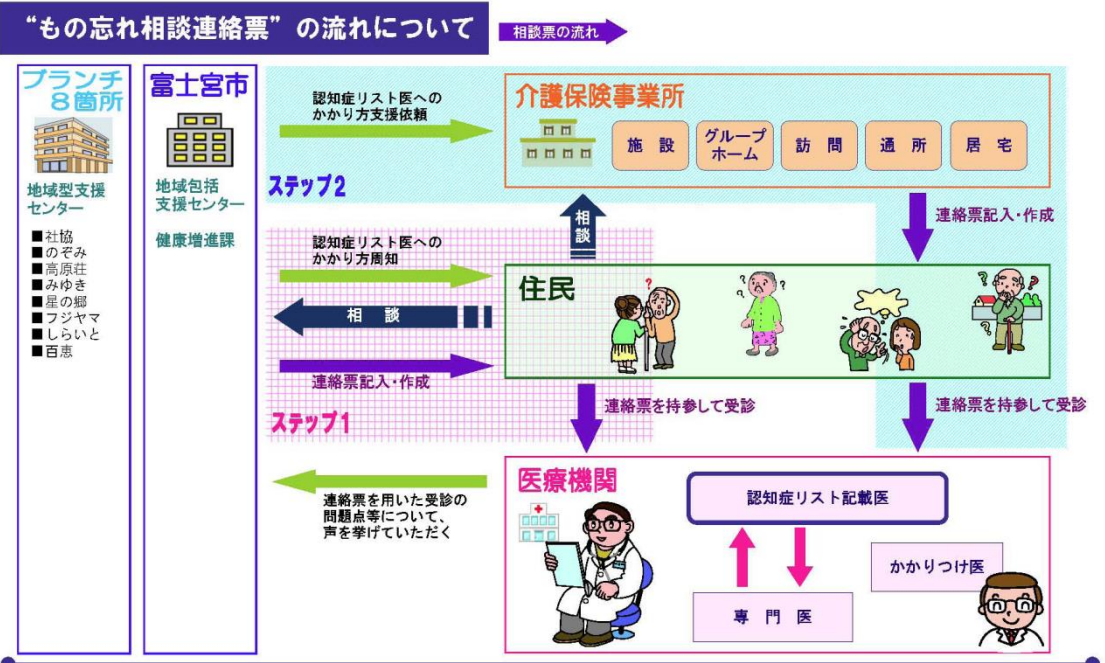 “もの忘れ相談連絡票”の流れについて
相談票の流れ
ブランチ
8箇所
地域型支援
センター
■社協
■のぞみ
■高原荘
■みゆき
■星の郷
■フジヤマ
■しらいと
■百恵
富士宮市
地域包括
支援センター
健康増進課
認知症リスト医への
かかり方支援依頼
ステップ2
介護保険事業所
施設
グループ
ホーム
訪問
通所
居宅
相談
連絡票記入・作成
認知症リスト医への
かかり方周知
相談
連絡票記入・作成
ステップ1
住民
?
?
?
?
?
?
連絡票を持参して受診
連絡票を持参して受診
連絡票を用いた受診の
問題点等について、
声を挙げていただく
医療機関
認知症リスト記載医
かかりつけ医
専門医